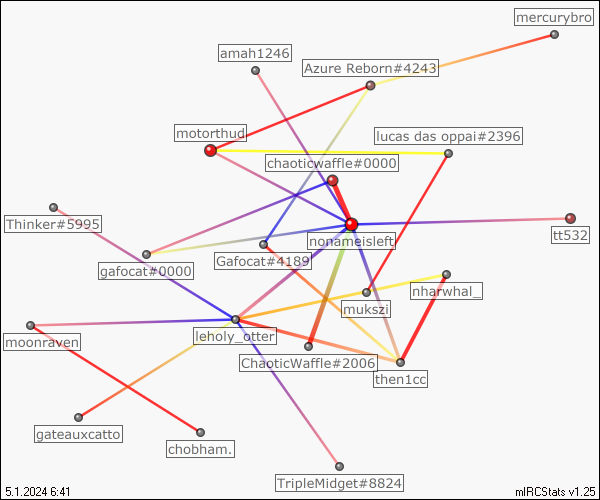 mercurybro
amah1246
Azure Reborn#4243
motorthud
lucas das oppai#2396
chaoticwaffle#0000
Thinker#5995
tt532
nonameisleft
gafocat#0000
Gafocat#4189
nharwhal_
mukszi
leholy_otter
moonraven
ChaoticWaffle#2006
then1cc
gateauxcatto
chobham.
TripleMidget#8824
5.1.2024 6:41
mIRCStats v1.25